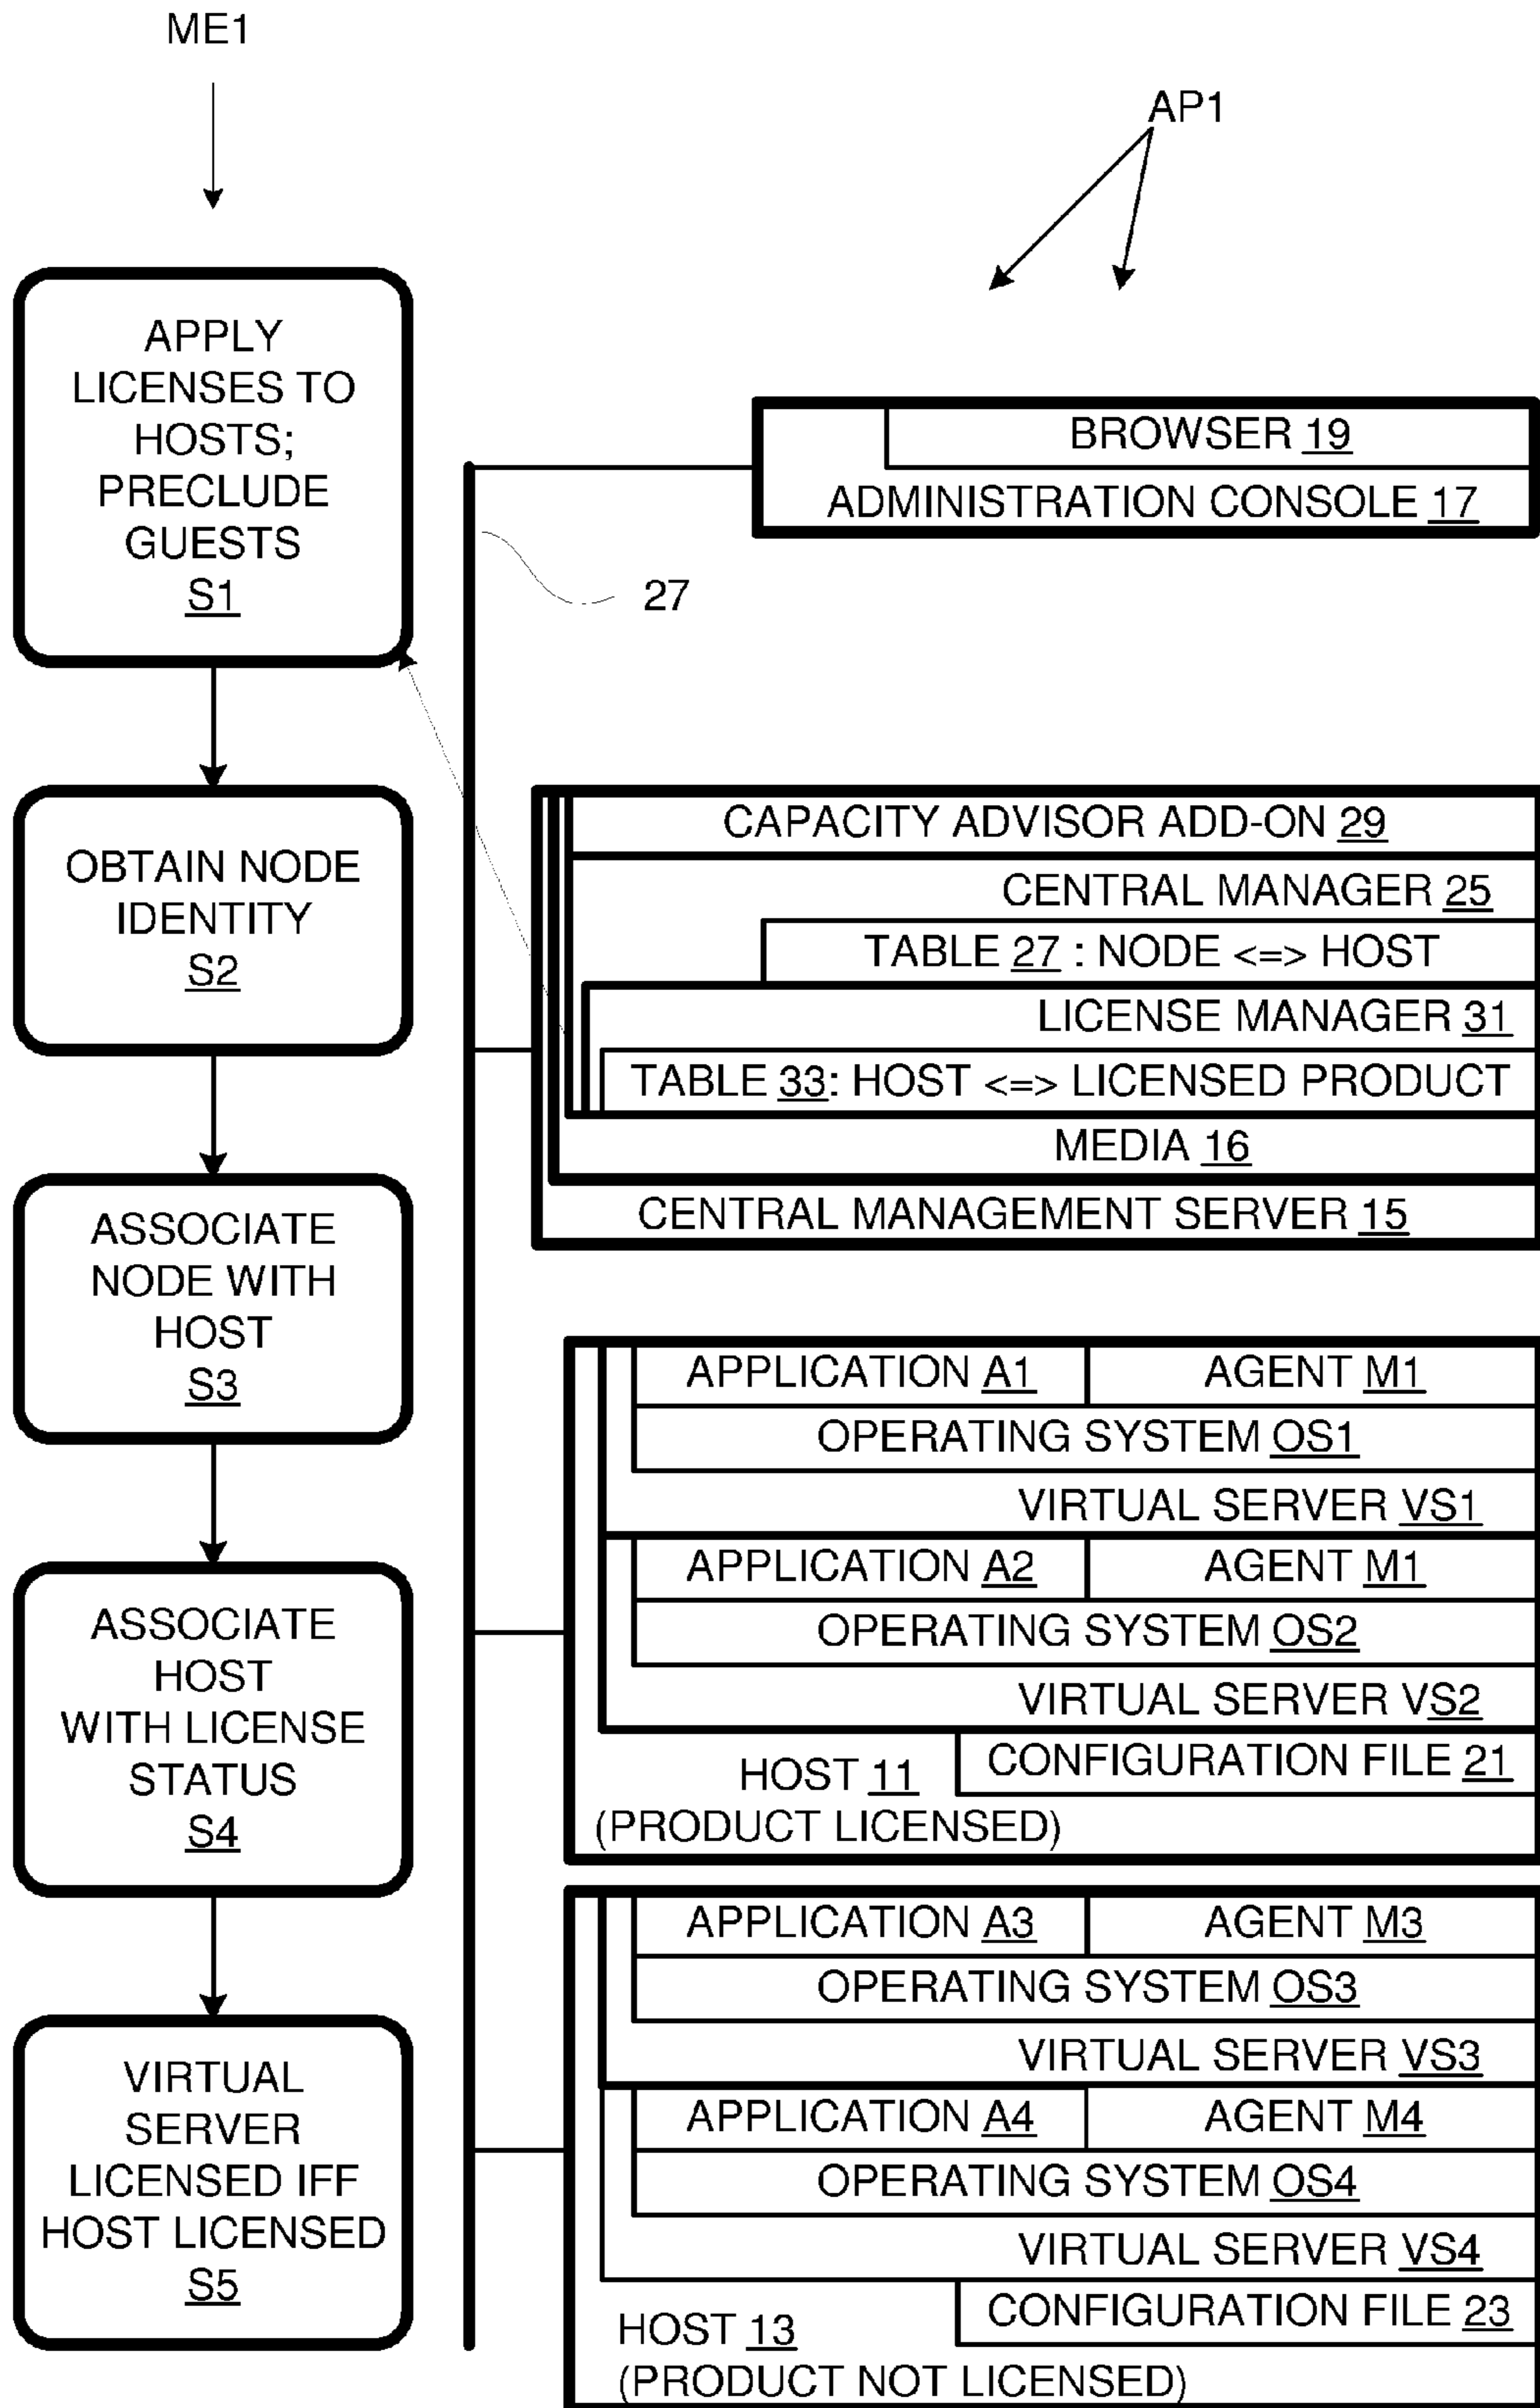 ME1
APPLY
LICENSES TO
HOSTS;
PRECLUDE
GUESTS
S1
OBTAIN NODE
IDENTITY
S2
ASSOCIATE
NODE WITH
HOST
S3
ASSOCIATE
HOST
WITH LICENSE
STATUS
S4
VIRTUAL
SERVER
LICENSED IFF
HOST LICENSED
S5
AP1
BROWSER 19
ADMINISTRATION CONSOLE 17
27
CAPACITY ADVISOR ADD-ON 29
CENTRAL MANAGER 25
TABLE 27 : NODE <=> HOST
LICENSE MANAGER 31
TABLE 33: HOST <=> LICENSED PRODUCT
MEDIA 16
CENTRAL MANAGEMENT SERVER 15
APPLICATION A1 AGENT M1
OPERATING SYSTEM OS1
VIRTUAL SERVER VS1
APPLICATION A2 AGENT M1
OPERATING SYSTEM OS2
VIRTUAL SERVER VS2
CONFIGURATION FILE 21
HOST 11
(PRODUCT LICENSED)
APPLICATION A3 AGENT M3
OPERATING SYSTEM OS3
VIRTUAL SERVER VS3
APPLICATION A4 AGENT M4
OPERATING SYSTEM OS4
VIRTUAL SERVER VS4
CONFIGURATION FILE 23
HOST 13
(PRODUCT NOT LICENSED)